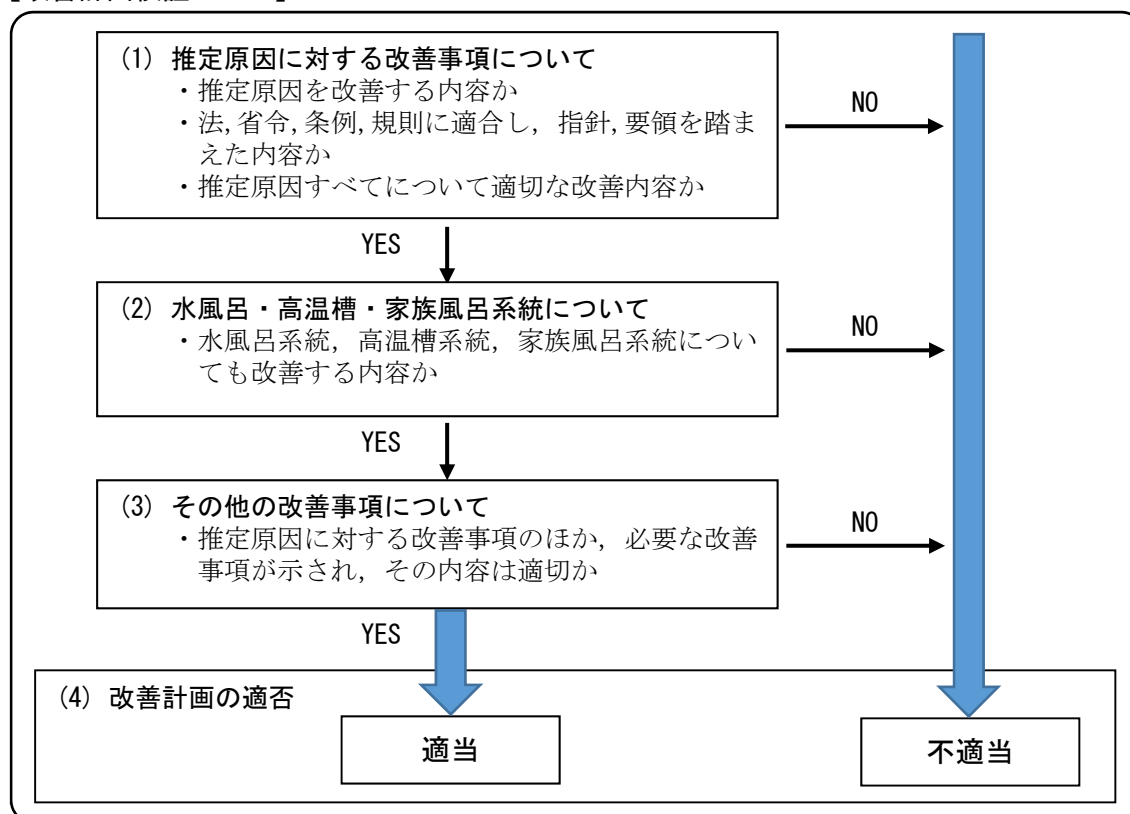 (1) 推定原因に対する改善事項について
・推定原因を改善する内容か
・法,省令,条例,規則に適合し，指針,要領を踏ま
えた内容か
・推定原因すべてについて適切な改善内容か
NO
YES
(2) 水風呂・高温槽・家族風呂系統について
・水風呂系統，高温槽系統，家族風呂系統につい
ても改善する内容か
NO
YES
(3) その他の改善事項について
・推定原因に対する改善事項のほか，必要な改善
事項が示され，その内容は適切か
NO
YES
(4) 改善計画の適否
適当
不適当